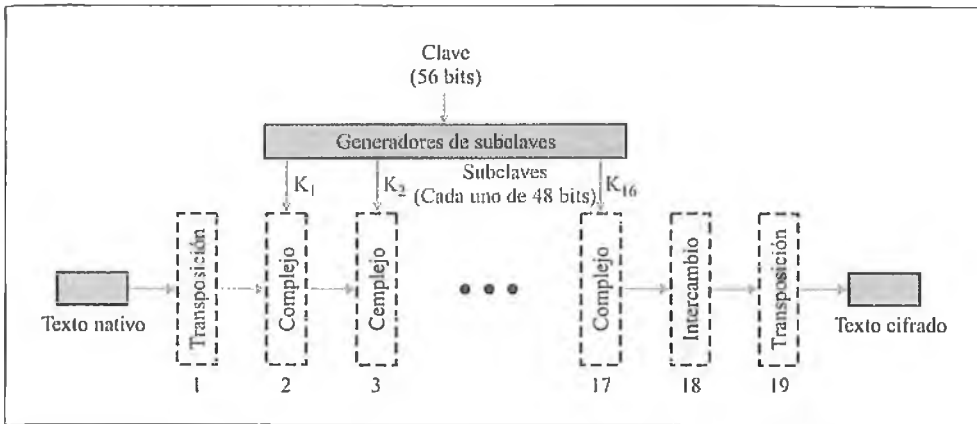 Clave
(56 bits)
Generadores de subclaves
Subclaves
(Cada uno de 48 bits)
K1
K2
K16
Texto nativo
Transposición
Complejo
Cemplejo
Complejo
Intercambio
Transposición
Texto cifrado
1
2
3
17
18
19